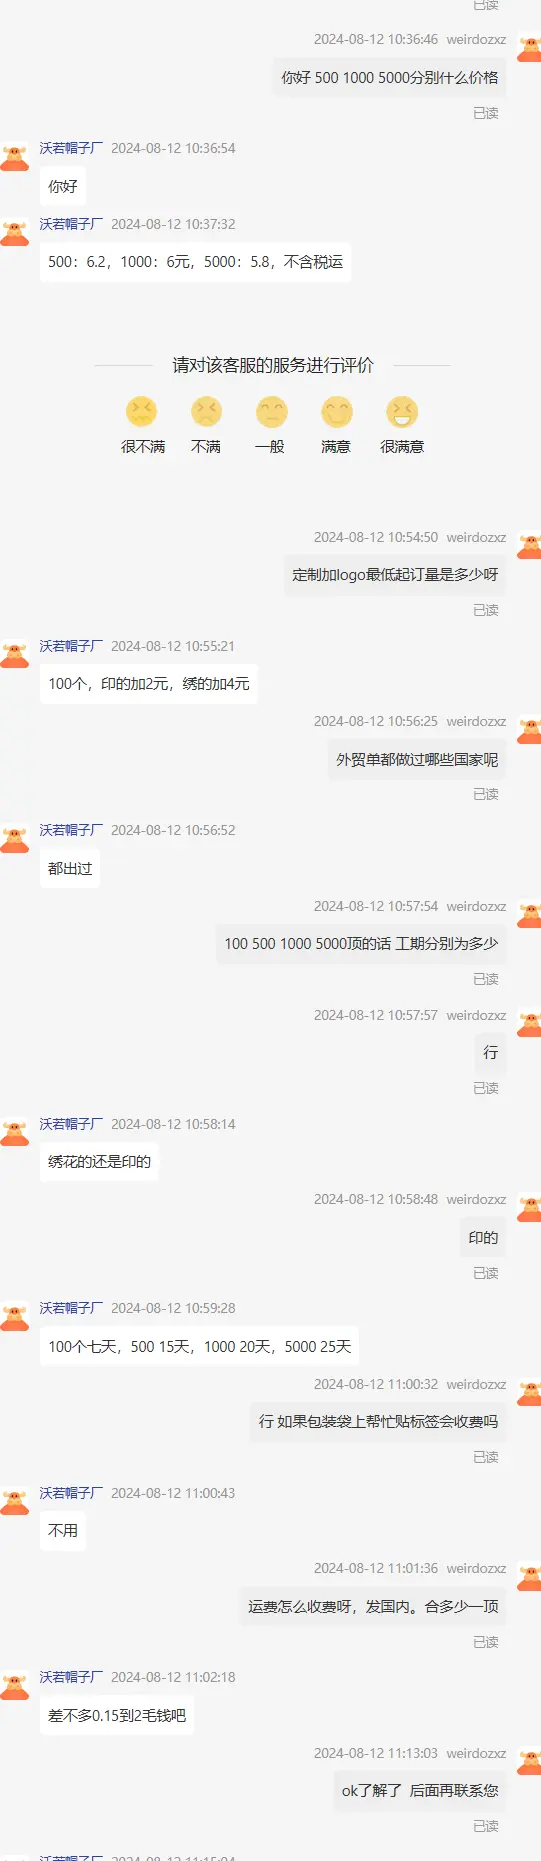 已读
2024-08-12 10:36:46 weirdozxz
你好 500 1000 5000分别什么价格
已读
沃若帽子厂 2024-08-12 10:36:54
你好
沃若帽子厂 2024-08-12 10:37:32
500：6.2，1000：6元，5000：5.8，不含税运
请对该客服的服务进行评价
很不满 不满 一般 满意 很满意
2024-08-12 10:54:50 weirdozxz
定制加logo最低起订量是多少呀
已读
沃若帽子厂 2024-08-12 10:55:21
100个，印的加2元，绣的加4元
2024-08-12 10:56:25 weirdozxz
外贸单都做过哪些国家呢
已读
沃若帽子厂 2024-08-12 10:56:52
都出过
2024-08-12 10:57:54 weirdozxz
100 500 1000 5000顶的话 工期分别为多少
已读
2024-08-12 10:57:57 weirdozxz
行
已读
沃若帽子厂 2024-08-12 10:58:14
绣花的还是印的
2024-08-12 10:58:48 weirdozxz
印的
已读
沃若帽子厂 2024-08-12 10:59:28
100个七天，500 15天，1000 20天，5000 25天
2024-08-12 11:00:32 weirdozxz
行 如果包装袋上帮忙贴标签会收费吗
已读
沃若帽子厂 2024-08-12 11:00:43
不用
2024-08-12 11:01:36 weirdozxz
运费怎么收费呀，发国内。合多少一顶
已读
沃若帽子厂 2024-08-12 11:02:18
差不多0.15到2毛钱吧
2024-08-12 11:13:03 weirdozxz
ok了解了 后面再联系您
已读
沃若帽子厂 2024-08-12 11:15:04